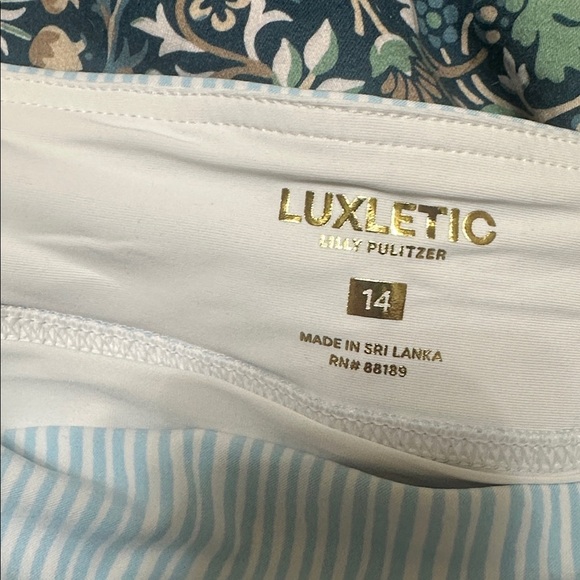 LUXLETIC
LILLY PULITZER
14
MADE IN SRI LANKA
RN# 88189